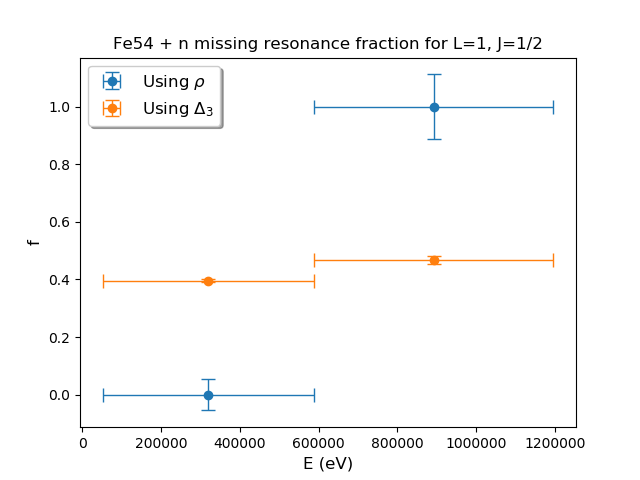 Fe54 + n missing resonance fraction for L=1, J=1/2
Using ρ
Using Δ₃
1.0
0.8
0.6
0.4
0.2
0.0
f
0
200000
400000
600000
800000
1000000
1200000
E (eV)